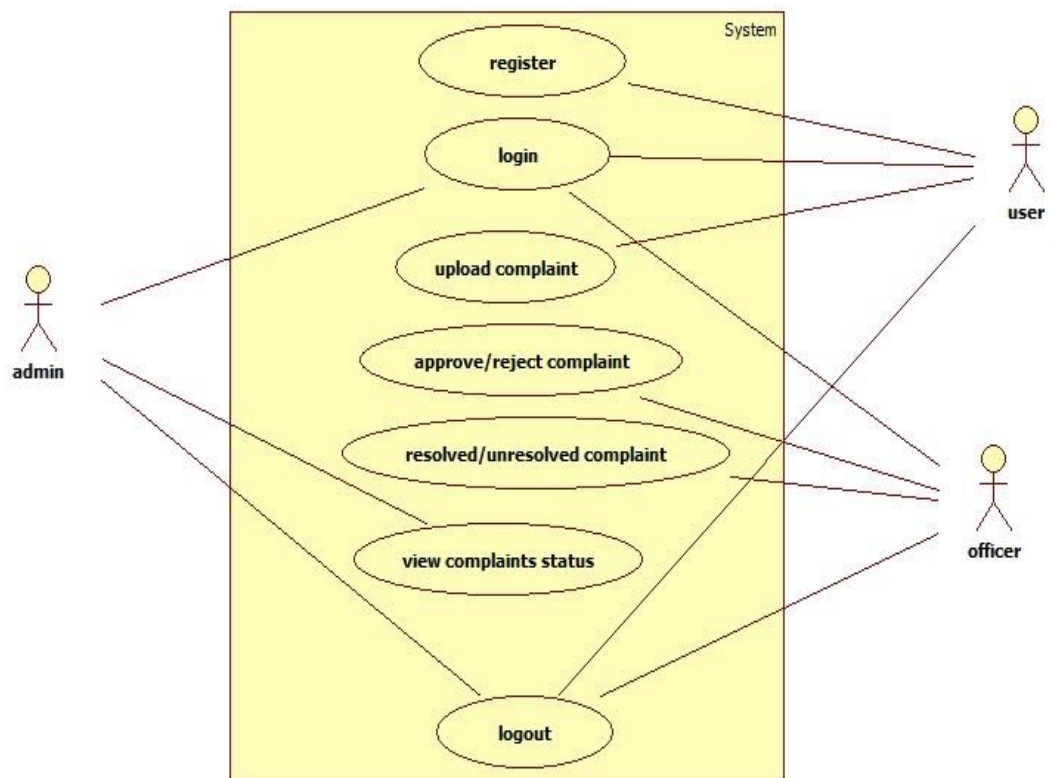 System
register
login
user
upload complaint
admin
approve/reject complaint
resolved/unresolved complaint
officer
view complaints status
logout